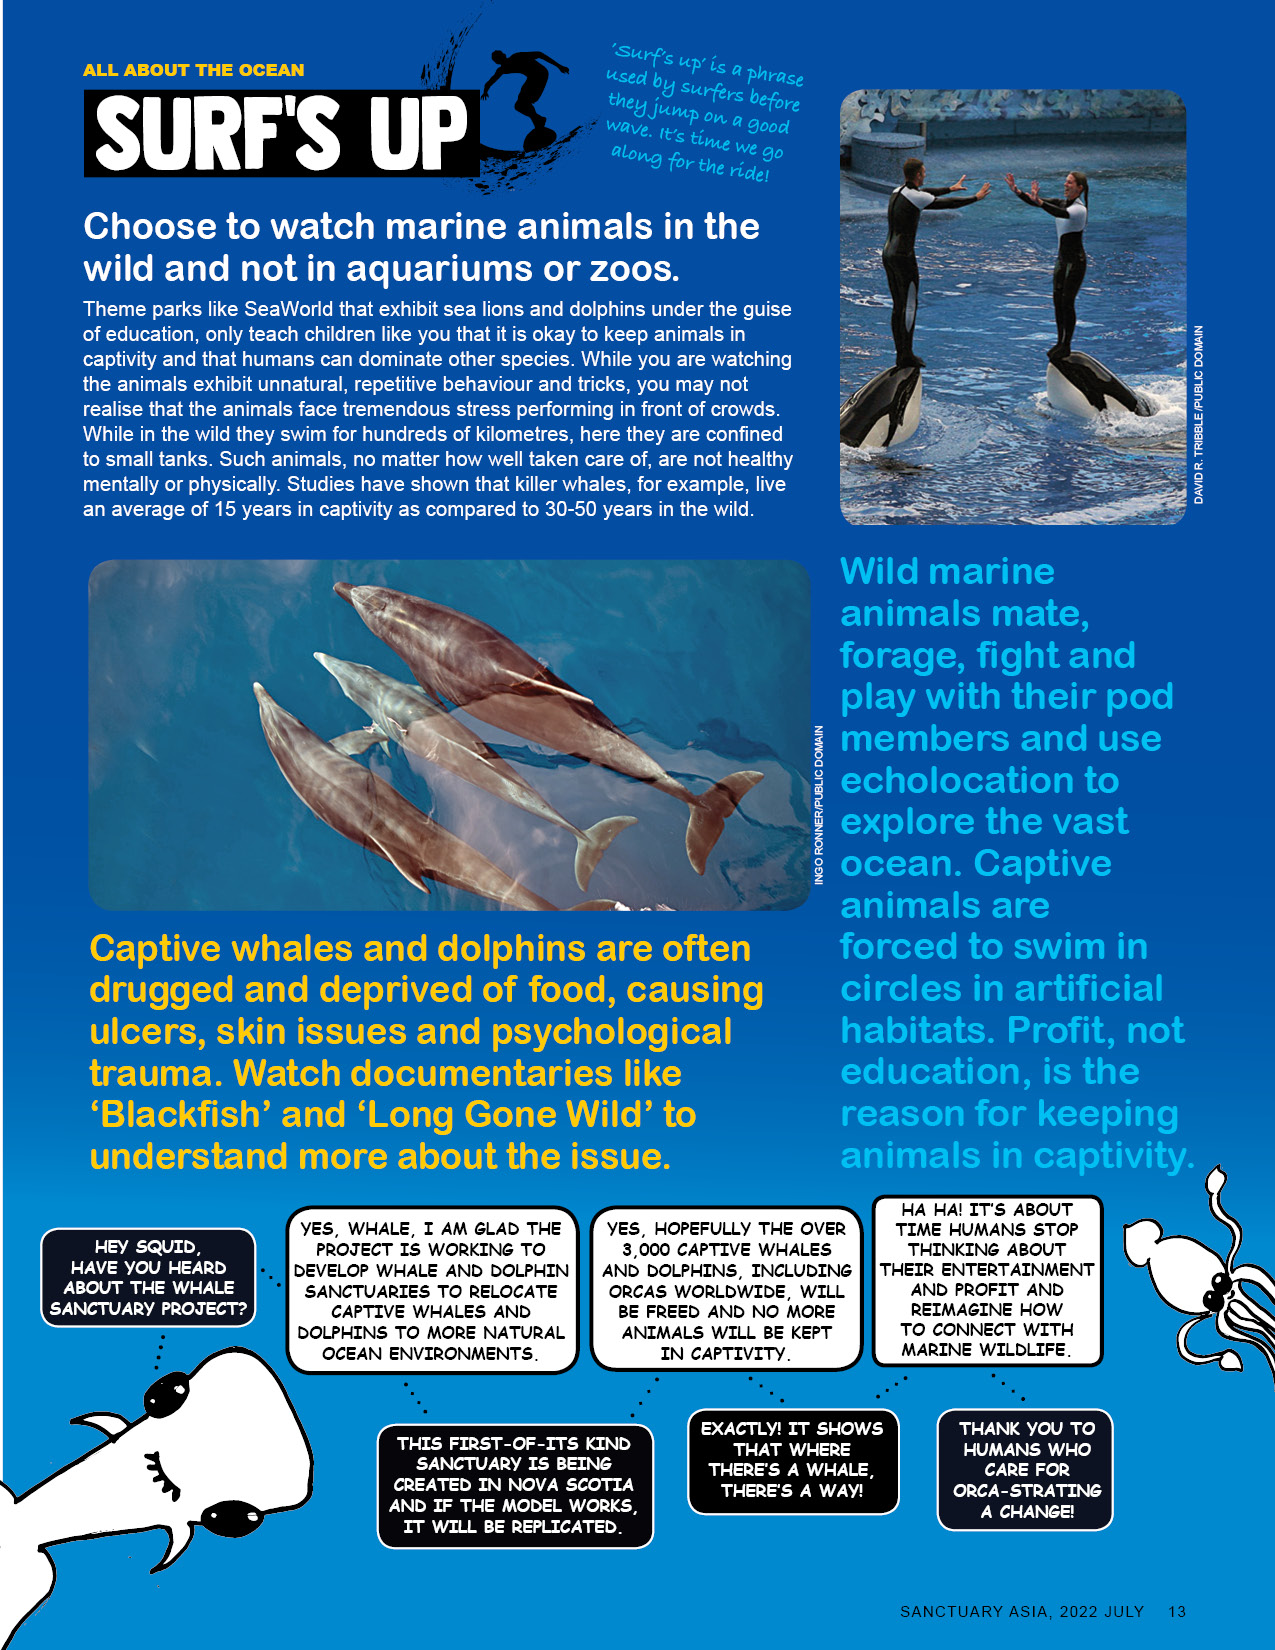 ALL ABOUT THE OCEAN
SURF'S UP
'Surf's up' is a phrase
used by surfers before
they jump on a good
wave. It's time we go
along for the ride!
Choose to watch marine animals in the
wild and not in aquariums or zoos.
Theme parks like SeaWorld that exhibit sea lions and dolphins under the guise
of education, only teach children like you that it is okay to keep animals in
captivity and that humans can dominate other species. While you are watching
the animals exhibit unnatural, repetitive behaviour and tricks, you may not
realise that the animals face tremendous stress performing in front of crowds.
While in the wild they swim for hundreds of kilometres, here they are confined
to small tanks. Such animals, no matter how well taken care of, are not healthy
mentally or physically. Studies have shown that killer whales, for example, live
an average of 15 years in captivity as compared to 30-50 years in the wild.
DAVID R. TRIBBLE/PUBLIC DOMAIN
INGO RONNER/PUBLIC DOMAIN
Captive whales and dolphins are often
drugged and deprived of food, causing
ulcers, skin issues and psychological
trauma. Watch documentaries like
‘Blackfish’ and ‘Long Gone Wild’ to
understand more about the issue.
Wild marine
animals mate,
forage, fight and
play with their pod
members and use
echolocation to
explore the vast
ocean. Captive
animals are
forced to swim in
circles in artificial
habitats. Profit, not
education, is the
reason for keeping
animals in captivity.
HEY SQUID,
HAVE YOU HEARD
ABOUT THE WHALE
SANCTUARY PROJECT?
YES, WHALE, I AM GLAD THE
PROJECT IS WORKING TO
DEVELOP WHALE AND DOLPHIN
SANCTUARIES TO RELOCATE
CAPTIVE WHALES AND
DOLPHINS TO MORE NATURAL
OCEAN ENVIRONMENTS.
THIS FIRST-OF-ITS KIND
SANCTUARY IS BEING
CREATED IN NOVA SCOTIA
AND IF THE MODEL WORKS,
IT WILL BE REPLICATED.
YES, HOPEFULLY THE OVER
3,000 CAPTIVE WHALES
AND DOLPHINS, INCLUDING
ORCAS WORLDWIDE, WILL
BE FREED AND NO MORE
ANIMALS WILL BE KEPT
IN CAPTIVITY.
EXACTLY! IT SHOWS
THAT WHERE
THERE'S A WHALE,
THERE'S A WAY!
HA HA! IT'S ABOUT
TIME HUMANS STOP
THINKING ABOUT
THEIR ENTERTAINMENT
AND PROFIT AND
REIMAGINE HOW
TO CONNECT WITH
MARINE WILDLIFE.
THANK YOU TO
HUMANS WHO
CARE FOR
ORCA-STRATING
A CHANGE!
SANCTUARY ASIA, 2022 JULY 13